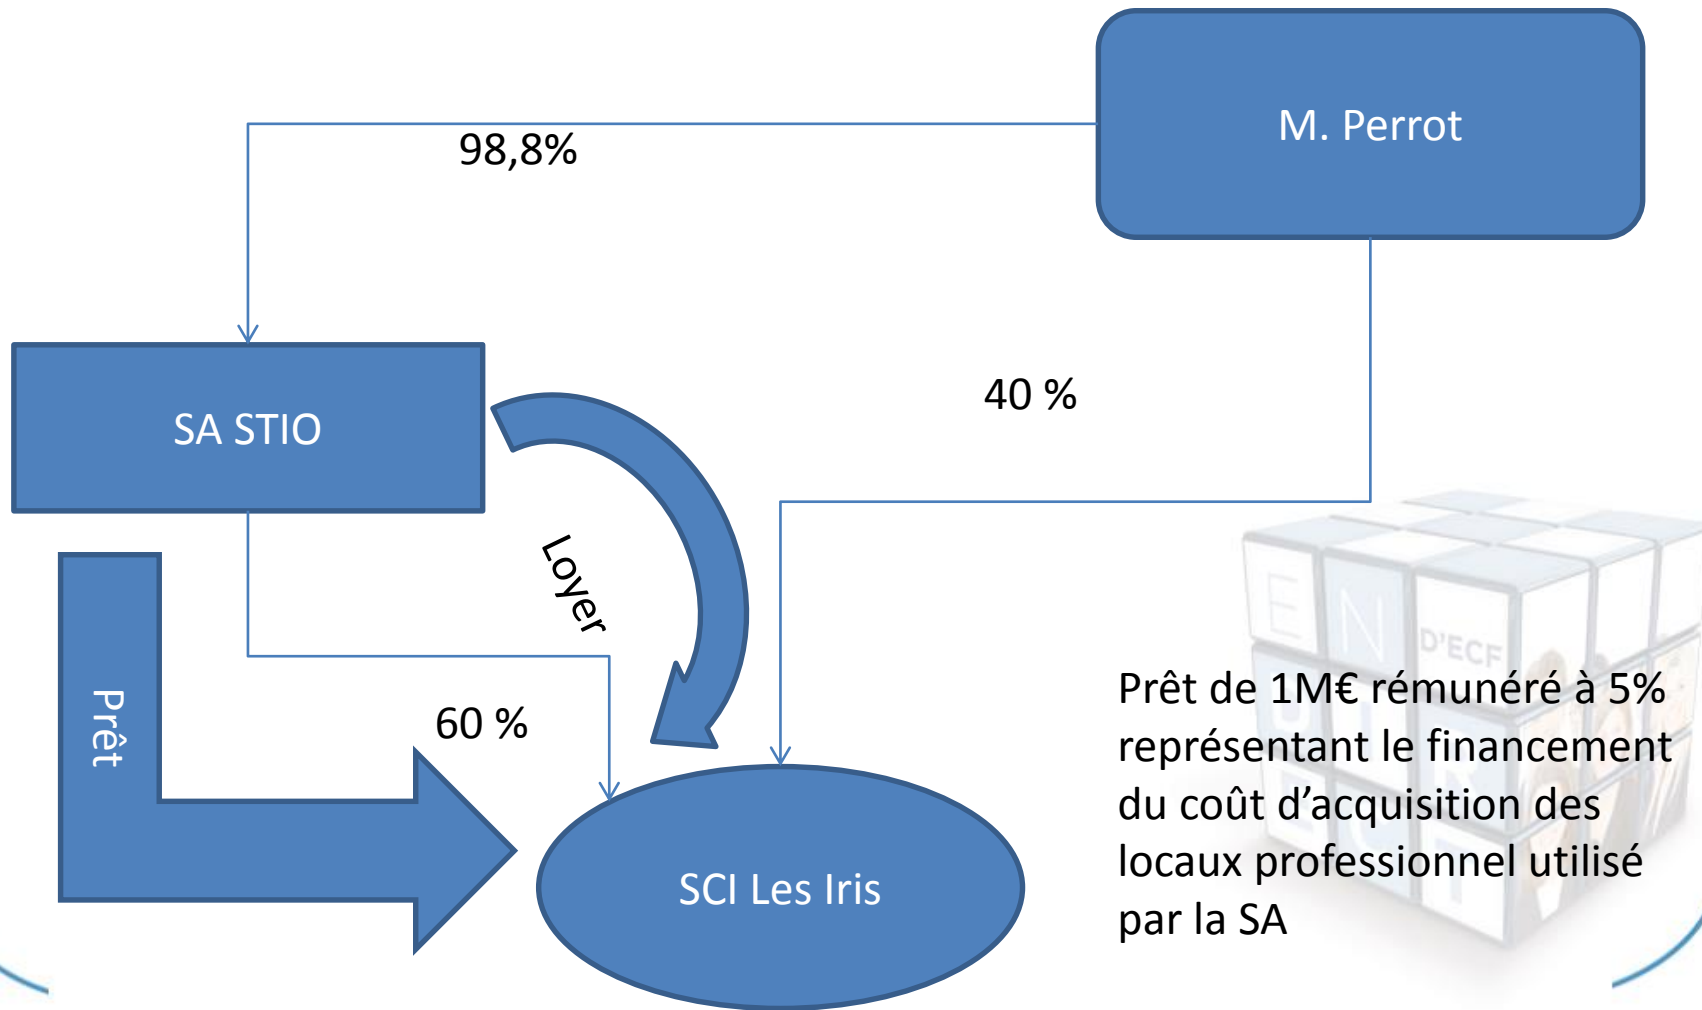 M. Perrot
98,8%
40 %
SA STIO
Loyer
Prêt
60 %
SCI Les Iris
Prêt de 1M€ rémunéré à 5%
représentant le financement
du coût d’acquisition des
locaux professionnel utilisé
par la SA
E N D'ECF